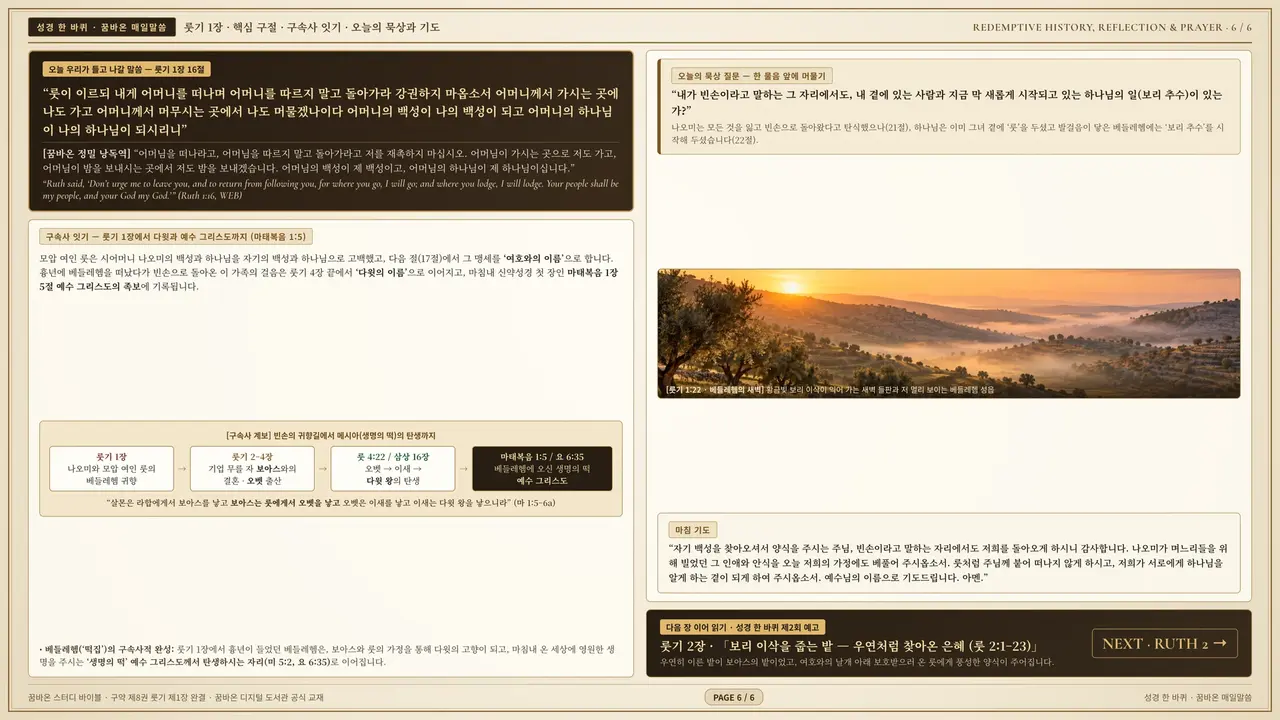 성경 한 바퀴 · 꿈바온 매일말씀
룻기 1장 · 핵심 구절 · 구속사 잇기 · 오늘의 묵상과 기도
REDEMPTIVE HISTORY, REFLECTION & PRAYER · 6 / 6
오늘 우리가 들고 나갈 말씀 — 룻기 1장 16절
“룻이 이르되 내게 어머니를 떠나며 어머니를 따르지 말고 돌아가라 강권하지 마옵소서 어머니께서 가시는 곳에
나도 가고 어머니께서 머무시는 곳에서 나도 머물겠나이다 어머니의 백성이 나의 백성이 되고 어머니의 하나님
이 나의 하나님이 되시리니”
[꿈바온 정밀 낭독역] “어머님을 떠나라고, 어머님을 따르지 말고 돌아가라고 저를 재촉하지 마십시오. 어머님이 가시는 곳으로 저도 가고,
어머님이 밤을 보내시는 곳에서 저도 밤을 보내겠습니다. 어머님의 백성이 제 백성이고, 어머님의 하나님이 제 하나님이십니다.”
“Ruth said, ‘Don’t urge me to leave you, and to return from following you, for where you go, I will go; and where you lodge, I will lodge. Your people shall be
my people, and your God my God.’” (Ruth 1:16, WEB)
구속사 잇기 — 룻기 1장에서 다윗과 예수 그리스도까지 (마태복음 1:5)
모압 여인 룻은 시어머니 나오미의 백성과 하나님을 자기의 백성과 하나님으로 고백했고, 다음 절(17절)에서 그 맹세를 ‘여호와의 이름’으로 합니다.
흉년에 베들레헴을 떠났다가 빈손으로 돌아온 이 가족의 걸음은 룻기 4장 끝에서 ‘다윗의 이름’으로 이어지고, 마침내 신약성경 첫 장인 마태복음 1장
5절 예수 그리스도의 족보에 기록됩니다.
[구속사 계보] 빈손의 귀향길에서 메시아(생명의 떡)의 탄생까지
룻기 1장
나오미와 모압 여인 룻의
베들레헴 귀향
→
룻기 2–4장
기업 무를 자 보아스와의
결혼 · 오벳 출산
→
룻 4:22 / 삼상 16장
오벳 → 이새 →
다윗 왕의 탄생
→
마태복음 1:5 / 요 6:35
베들레헴에 오신 생명의 떡
예수 그리스도
“살몬은 라합에게서 보아스를 낳고 보아스는 룻에게서 오벳을 낳고 오벳은 이새를 낳고 이새는 다윗 왕을 낳으니라” (마 1:5–6a)
· 베들레헴(‘떡집’)의 구속사적 완성: 룻기 1장에서 흉년이 들었던 베들레헴은, 보아스와 룻의 가정을 통해 다윗의 고향이 되고, 마침내 온 세상에 영원한 생
명을 주시는 ‘생명의 떡’ 예수 그리스도께서 탄생하시는 자리(미 5:2, 요 6:35)로 이어집니다.
오늘의 묵상 질문 — 한 물음 앞에 머물기
“내가 빈손이라고 말하는 그 자리에서도, 내 곁에 있는 사람과 지금 막 새롭게 시작되고 있는 하나님의 일(보리 추수)이 있는
가?”
나오미는 모든 것을 잃고 빈손으로 돌아왔다고 탄식했으나(21절), 하나님은 이미 그녀 곁에 ‘룻’을 두셨고 발걸음이 닿은 베들레헴에는 ‘보리 추수’를 시
작해 두셨습니다(22절).
[룻기 1:22 · 베들레헴의 새벽] 황금빛 보리 이삭이 익어 가는 새벽 들판과 저 멀리 보이는 베들레헴 성읍
마침 기도
“자기 백성을 찾아오셔서 양식을 주시는 주님, 빈손이라고 말하는 자리에서도 저희를 돌아오게 하시니 감사합니다. 나오미가 며느리들을 위
해 빌었던 그 인애와 안식을 오늘 저희의 가정에도 베풀어 주시옵소서. 룻처럼 주님께 붙어 떠나지 않게 하시고, 저희가 서로에게 하나님을
알게 하는 곁이 되게 하여 주시옵소서. 예수님의 이름으로 기도드립니다. 아멘.”
다음 장 이어 읽기 · 성경 한 바퀴 제2회 예고
룻기 2장 · 「보리 이삭을 줍는 밭 — 우연처럼 찾아온 은혜 (룻 2:1–23)」
우연히 이른 밭이 보아스의 밭이었고, 여호와의 날개 아래 보호받으러 온 룻에게 풍성한 양식이 주어집니다.
NEXT · RUTH 2 →
꿈바온 스터디 바이블 · 구약 제8권 룻기 제1장 완결 · 꿈바온 디지털 도서관 공식 교재
PAGE 6 / 6
성경 한 바퀴 · 꿈바온 매일말씀